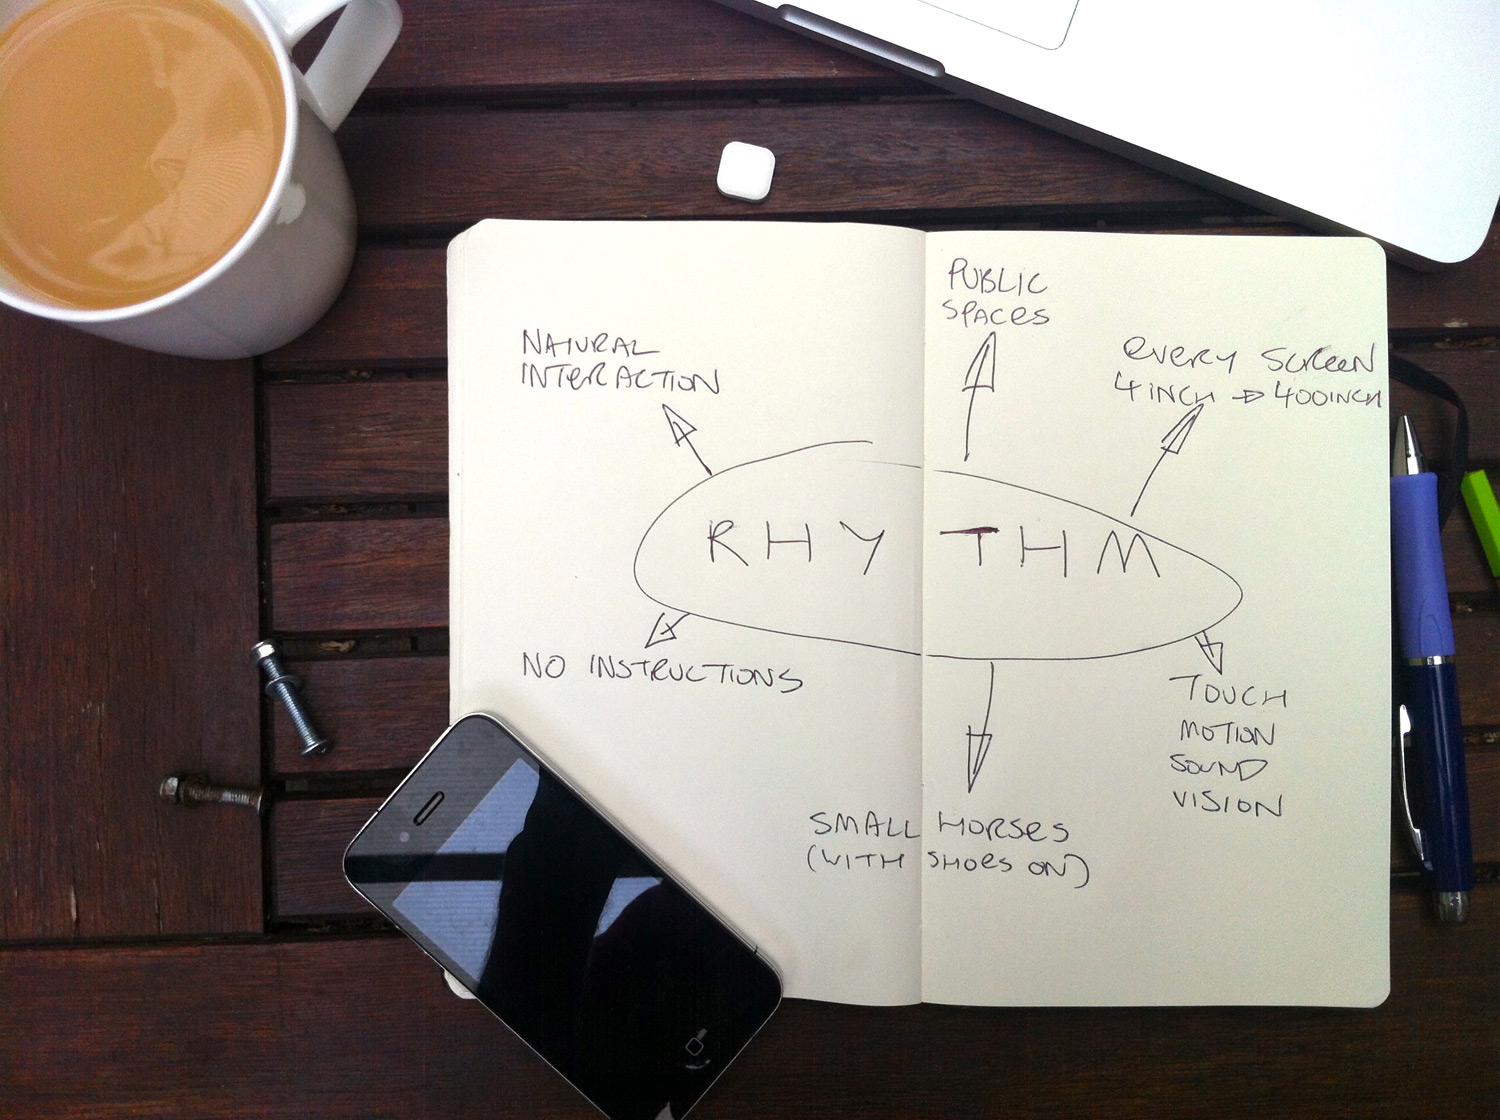 PUBLIC
SPACES
NATURAL
INTERACTION
EVERY SCREEN
4 INCH → 400 INCH
RHYTHM
NO INSTRUCTIONS
TOUCH
MOTION
SOUND
VISION
SMALL HORSES
(WITH SHOES ON)